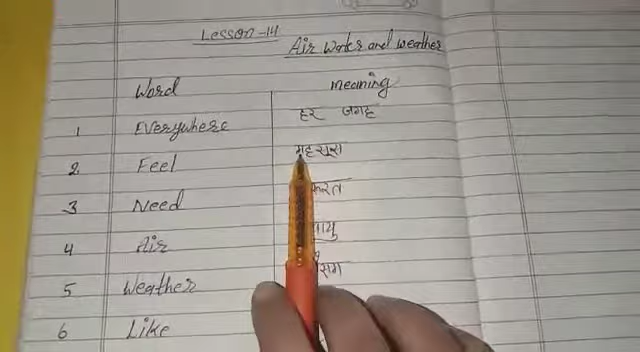 Lesson-14
Air Water and weather
Word meaning
1 Everywhere हर जगह
2. Feel महसूस
3 Need
4 Air
5 Weather
6 Like